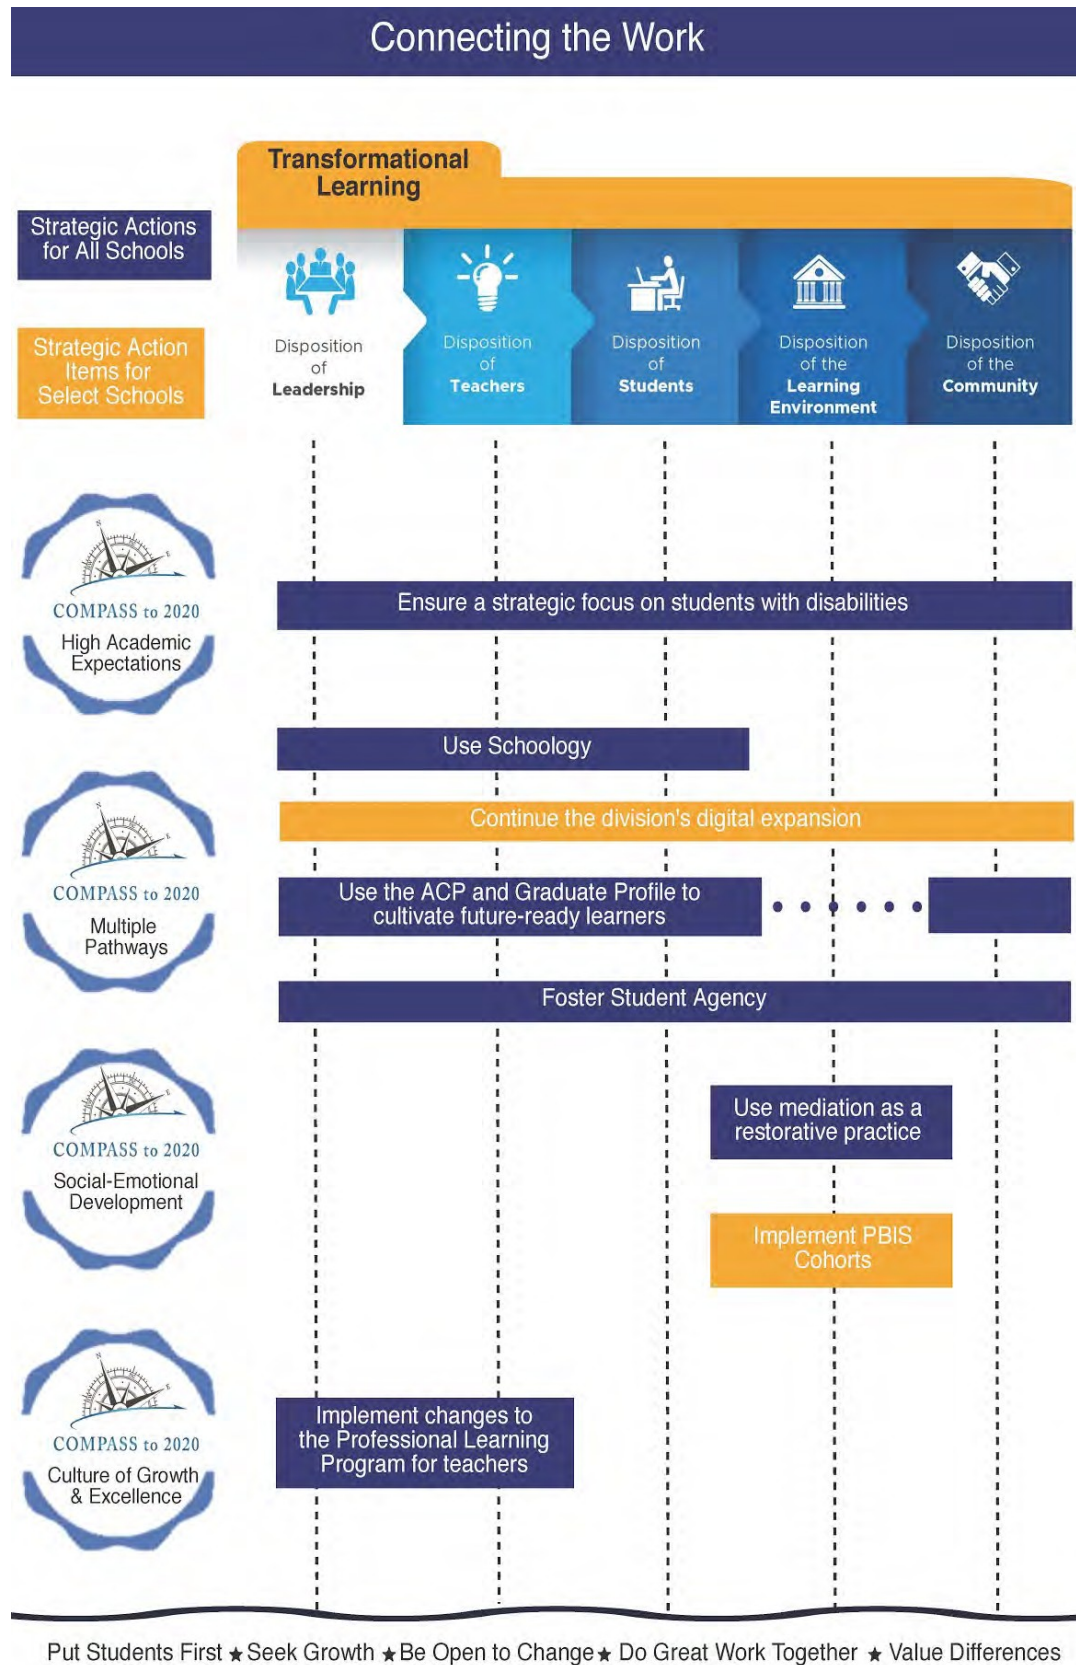 Connecting the Work
Transformational
Learning
Strategic Actions
for All Schools
Strategic Action
Items for
Select Schools
Disposition
of
Leadership
Disposition
of
Teachers
Disposition
of
Students
Disposition
of the
Learning
Environment
Disposition
of the
Community
N
E
COMPASS to 2020
High Academic
Expectations
Ensure a strategic focus on students with disabilities
Use Schoology
Continue the division's digital expansion
N
E
COMPASS to 2020
Multiple
Pathways
Use the ACP and Graduate Profile to
cultivate future-ready learners
Foster Student Agency
N
E
COMPASS to 2020
Social-Emotional
Development
Use mediation as a
restorative practice
Implement PBIS
Cohorts
N
E
COMPASS to 2020
Culture of Growth
& Excellence
Implement changes to
the Professional Learning
Program for teachers
Put Students First ★ Seek Growth ★ Be Open to Change ★ Do Great Work Together ★ Value Differences